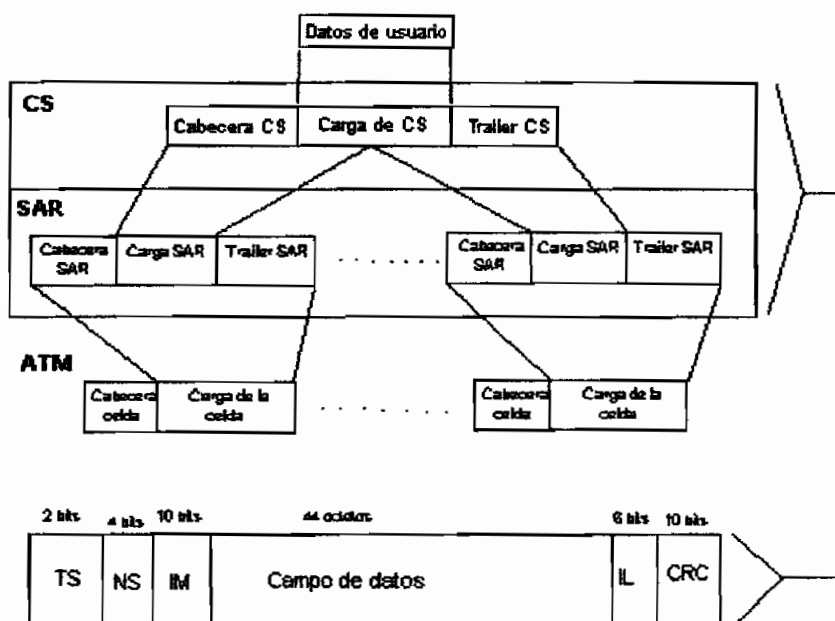 Datos de usuario
CS
Cabecera CS Carga de CS Trailer CS
SAR
Cabecera SAR Carga SAR Trailer SAR . . . . . . Cabecera SAR Carga SAR Trailer SAR
ATM
Cabecera celda Carga de la celda . . . . . . Cabecera celda Carga de la celda
2 bits 4 bits 10 bits 44 octetos 6 bits 10 bits
TS NS IM Campo de datos IL CRC